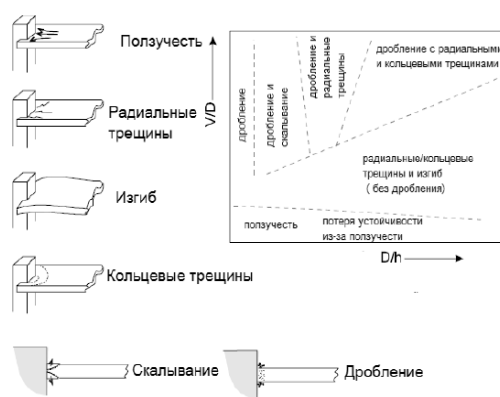 Ползучесть
Радиальные
трещины
Изгиб
Кольцевые трещины
Скалывание
Дробление
V/D
дробление
дробление и
скалывание
дробление и
радиальные
трещины
дробление с радиальными
и кольцевыми трещинами
радиальные/кольцевые
трещины и изгиб
( без дробления)
ползучесть
потеря устойчивости
из-за ползучести
D/h